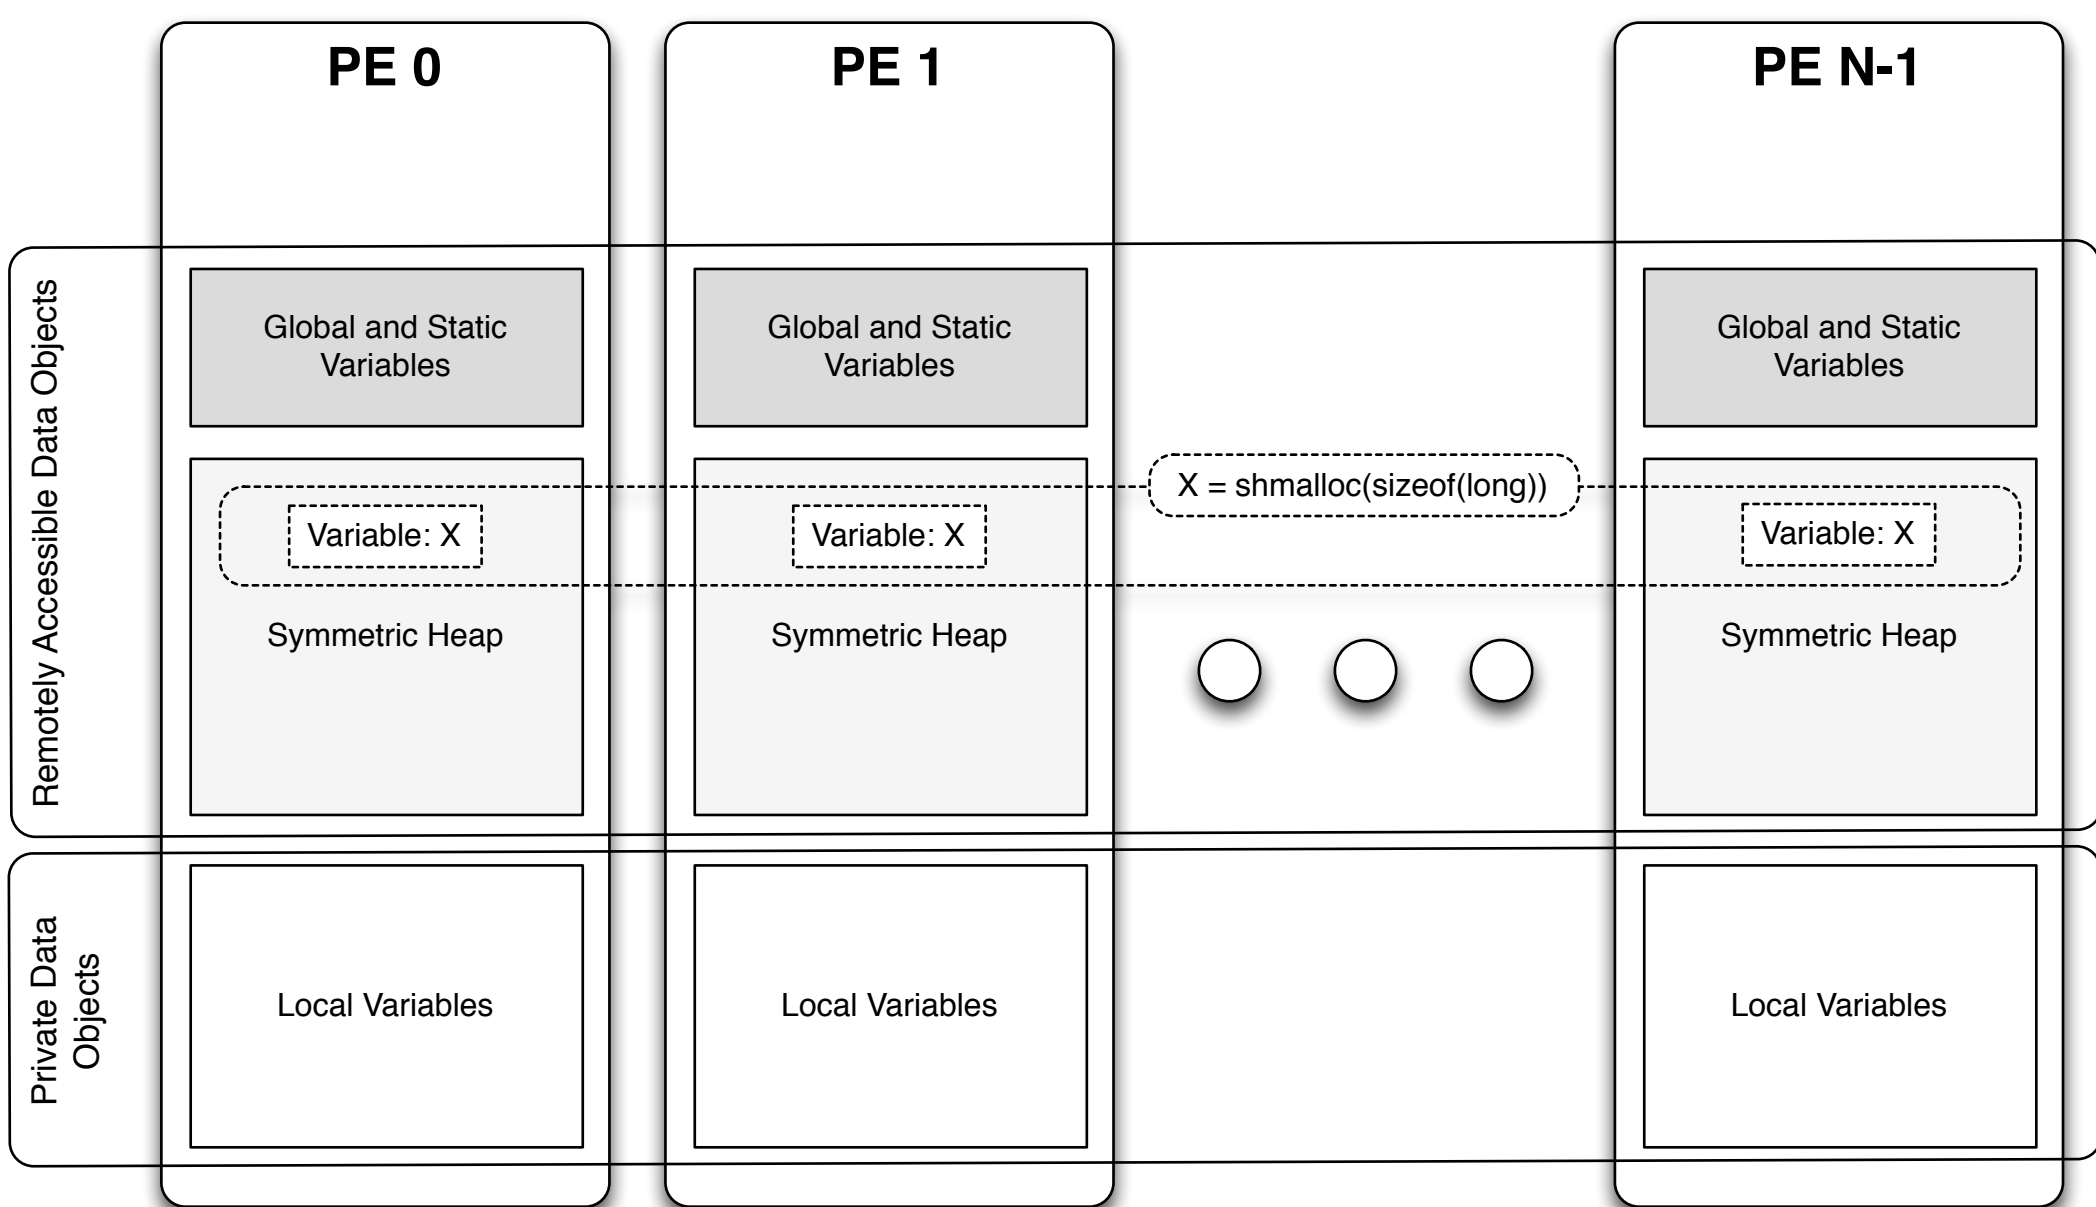 PE 0
PE 1
PE N-1
Remotely Accessible Data Objects
Global and Static
Variables
Global and Static
Variables
Global and Static
Variables
X = shmalloc(sizeof(long))
Variable: X
Variable: X
Variable: X
Symmetric Heap
Symmetric Heap
Symmetric Heap
Private Data
Objects
Local Variables
Local Variables
Local Variables